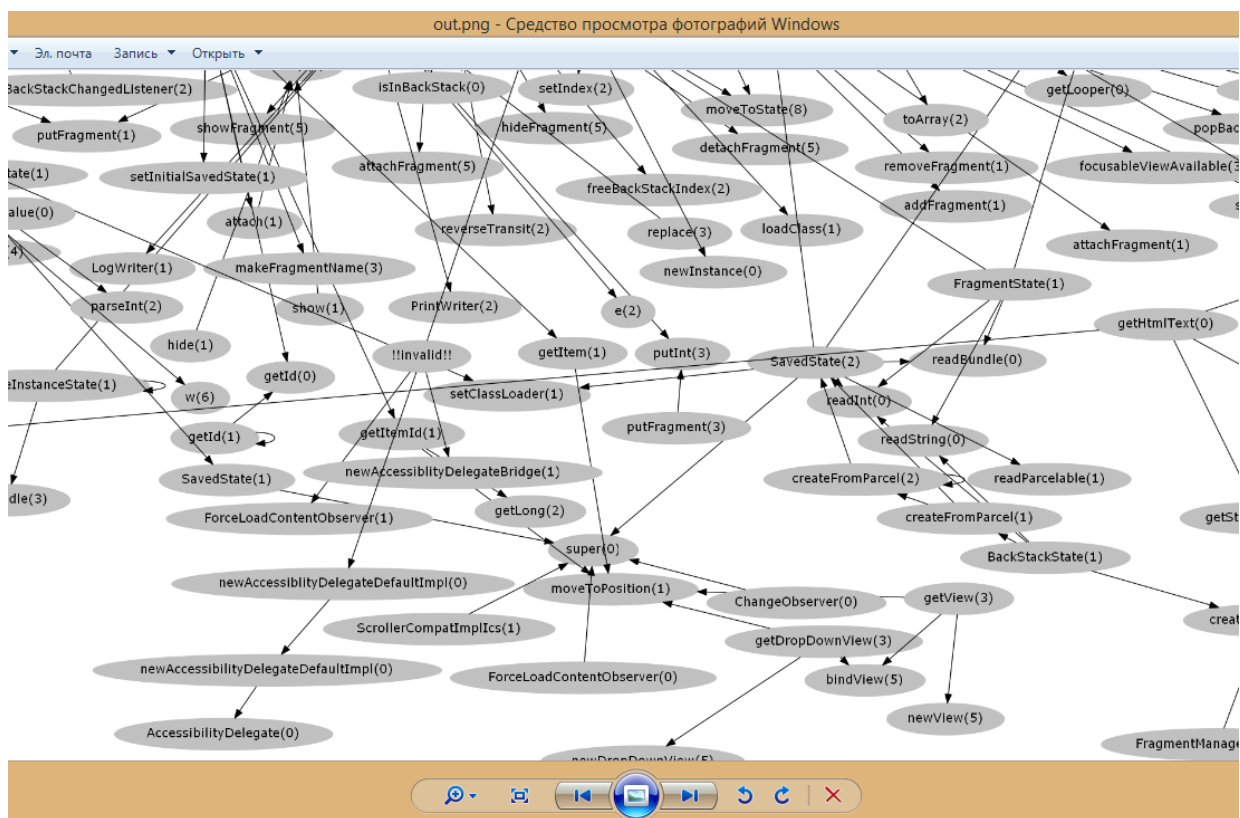 out.png - Средство просмотра фотографий Windows
Эл. почта Запись Открыть
BackStackChangedListener(2)
isInBackStack(0)
setIndex(2)
getLooper(0)
putFragment(1)
showFragment(5)
hideFragment(5)
moveToState(8)
toArray(2)
popBac
detachFragment(5)
tate(1)
setInitialSavedState(1)
attachFragment(5)
freeBackStackIndex(2)
removeFragment(1)
focusableViewAvailable(3
alue(0)
attach(1)
reverseTransit(2)
replace(3)
loadClass(1)
addFragment(1)
s
4)
attachFragment(1)
LogWriter(1)
makeFragmentName(3)
newInstance(0)
FragmentState(1)
parseInt(2)
show(1)
PrintWriter(2)
e(2)
getHtmlText(0)
hide(1)
!!invalid!!
getItem(1)
putInt(3)
SavedState(2)
readBundle(0)
eInstanceState(1)
getId(0)
w(6)
setClassLoader(1)
readInt(0)
getId(1)
getItemId(1)
putFragment(3)
readString(0)
SavedState(1)
newAccessiblityDelegateBridge(1)
createFromParcel(2)
readParcelable(1)
dle(3)
ForceLoadContentObserver(1)
getLong(2)
createFromParcel(1)
getSt
super(0)
BackStackState(1)
newAccessiblityDelegateDefaultImpl(0)
moveToPosition(1)
ChangeObserver(0)
getView(3)
ScrollerCompatImplIcs(1)
getDropDownView(3)
creat
newAccessibilityDelegateDefaultImpl(0)
ForceLoadContentObserver(0)
bindView(5)
AccessibilityDelegate(0)
newView(5)
FragmentManage
newDropDownView(5)